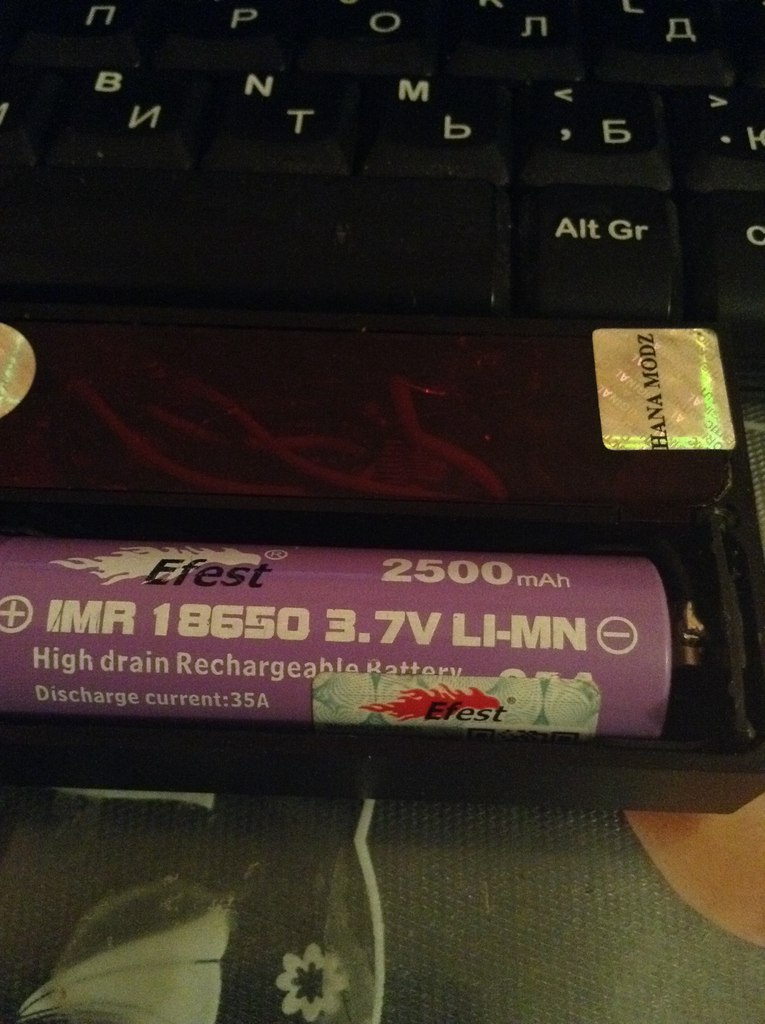 П Р О Л Д
B И N Т M Ь < , Б > .
Alt Gr
HANA MODZ
Efest® 2500mAh
+ IMR 18650 3.7V LI-MN −
High drain Rechargeable Battery
Discharge current:35A
Efest®